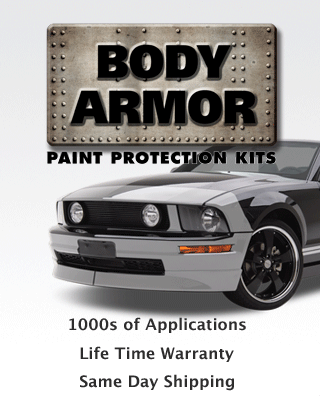 BODY
ARMOR
PAINT PROTECTION KITS
1000s of Applications
Life Time Warranty
Same Day Shipping